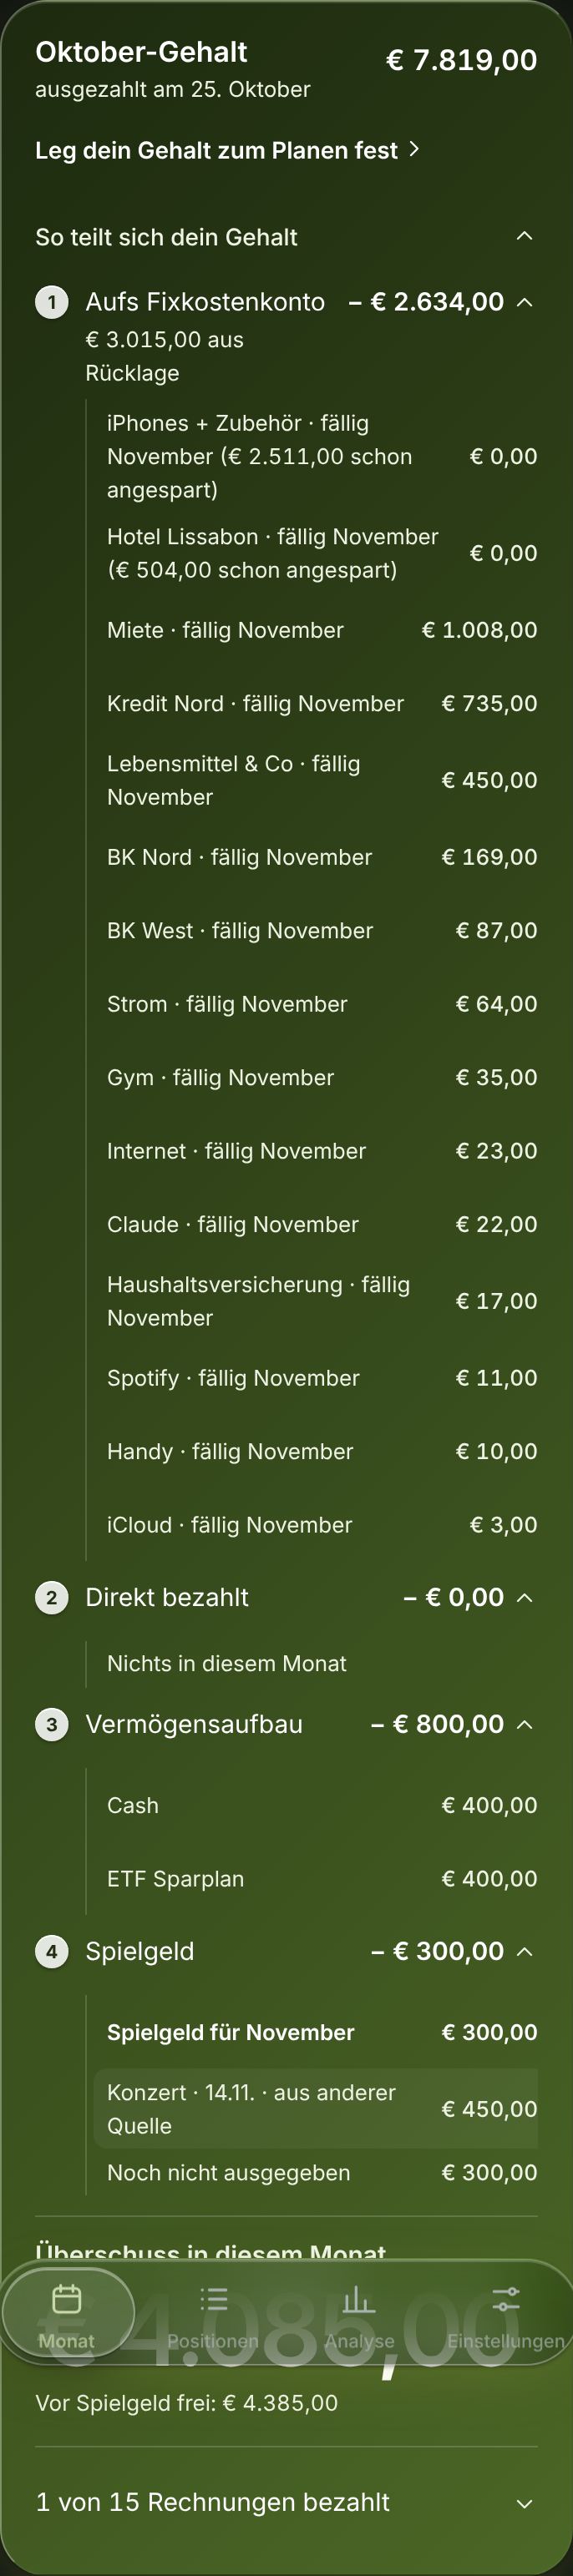 Oktober-Gehalt
€ 7.819,00
ausgezahlt am 25. Oktober
Leg dein Gehalt zum Planen fest
So teilt sich dein Gehalt
1 Aufs Fixkostenkonto – € 2.634,00
€ 3.015,00 aus
Rücklage
iPhones + Zubehör · fällig
November (€ 2.511,00 schon
angespart)
€ 0,00
Hotel Lissabon · fällig November
(€ 504,00 schon angespart)
€ 0,00
Miete · fällig November € 1.008,00
Kredit Nord · fällig November € 735,00
Lebensmittel & Co · fällig
November
€ 450,00
BK Nord · fällig November € 169,00
BK West · fällig November € 87,00
Strom · fällig November € 64,00
Gym · fällig November € 35,00
Internet · fällig November € 23,00
Claude · fällig November € 22,00
Haushaltsversicherung · fällig
November
€ 17,00
Spotify · fällig November € 11,00
Handy · fällig November € 10,00
iCloud · fällig November € 3,00
2 Direkt bezahlt – € 0,00
Nichts in diesem Monat
3 Vermögensaufbau – € 800,00
Cash € 400,00
ETF Sparplan € 400,00
4 Spielgeld – € 300,00
Spielgeld für November € 300,00
Konzert · 14.11. · aus anderer
Quelle
€ 450,00
Noch nicht ausgegeben € 300,00
Überschuss in diesem Monat
€ 4.085,00
Monat Positionen Analyse Einstellungen
Vor Spielgeld frei: € 4.385,00
1 von 15 Rechnungen bezahlt